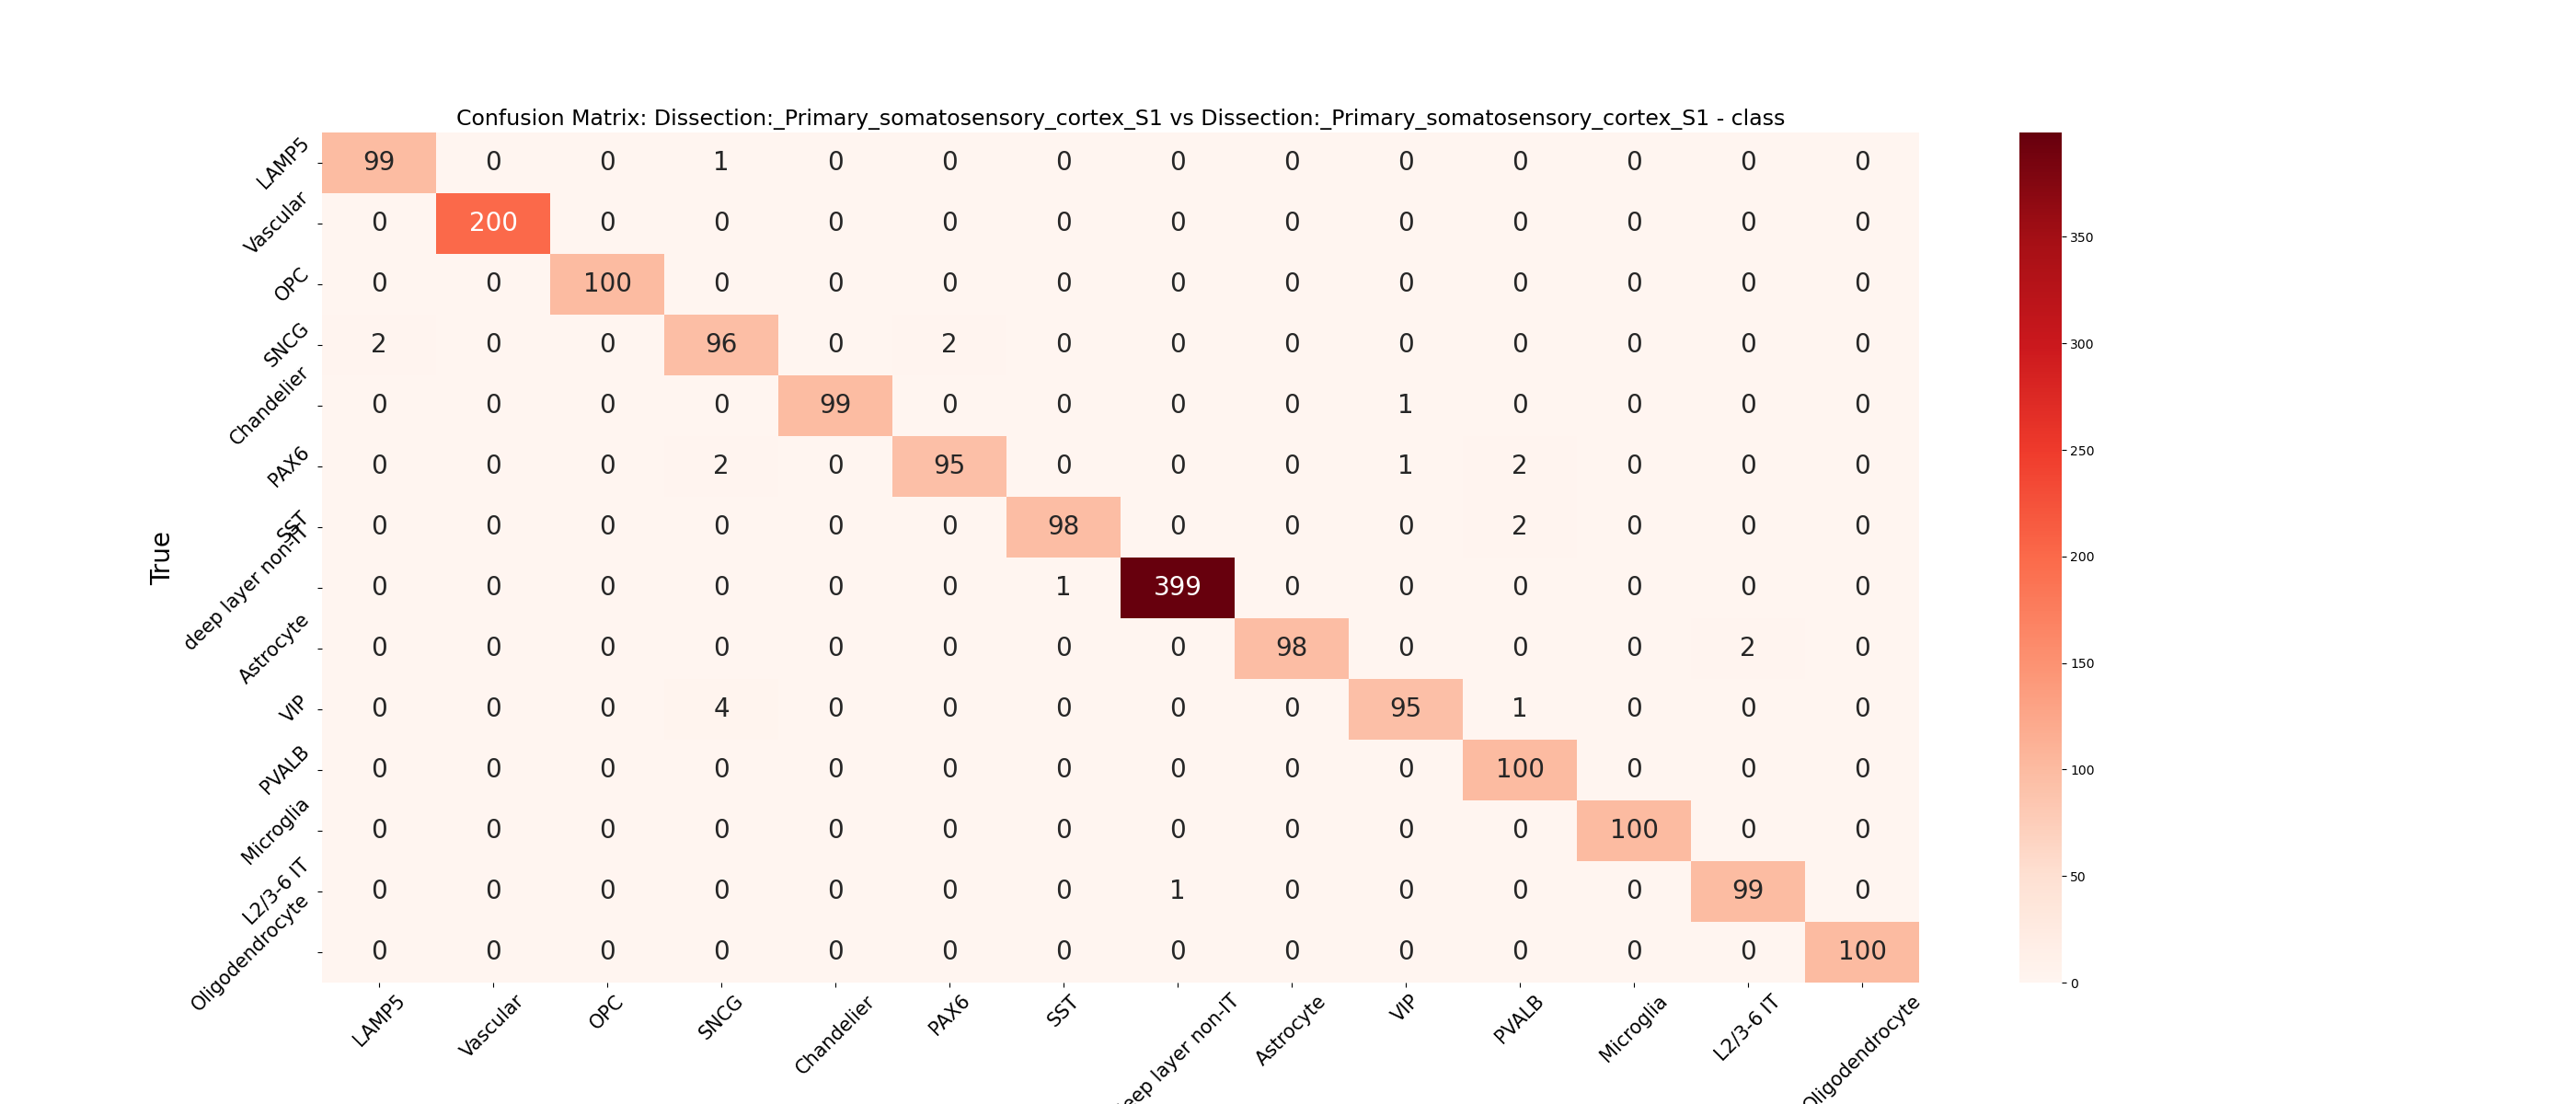 Confusion Matrix: Dissection:_Primary_somatosensory_cortex_S1 vs Dissection:_Primary_somatosensory_cortex_S1 - class
True
LAMP5 99 0 0 1 0 0 0 0 0 0 0 0 0 0
Vascular 0 200 0 0 0 0 0 0 0 0 0 0 0 0
OPC 0 0 100 0 0 0 0 0 0 0 0 0 0 0
SNCG 2 0 0 96 0 2 0 0 0 0 0 0 0 0
Chandelier 0 0 0 0 99 0 0 0 0 1 0 0 0 0
PAX6 0 0 0 2 0 95 0 0 0 1 2 0 0 0
SST 0 0 0 0 0 0 98 0 0 0 2 0 0 0
deep layer non-IT 0 0 0 0 0 0 1 399 0 0 0 0 0 0
Astrocyte 0 0 0 0 0 0 0 0 98 0 0 0 2 0
VIP 0 0 0 4 0 0 0 0 0 95 1 0 0 0
PVALB 0 0 0 0 0 0 0 0 0 0 100 0 0 0
Microglia 0 0 0 0 0 0 0 0 0 0 0 100 0 0
L2/3-6 IT 0 0 0 0 0 0 0 1 0 0 0 0 99 0
Oligodendrocyte 0 0 0 0 0 0 0 0 0 0 0 0 0 100
LAMP5 Vascular OPC SNCG Chandelier PAX6 SST eep layer non-IT Astrocyte VIP PVALB Microglia L2/3-6 IT Oligodendrocyte
350
300
250
200
150
100
50
0